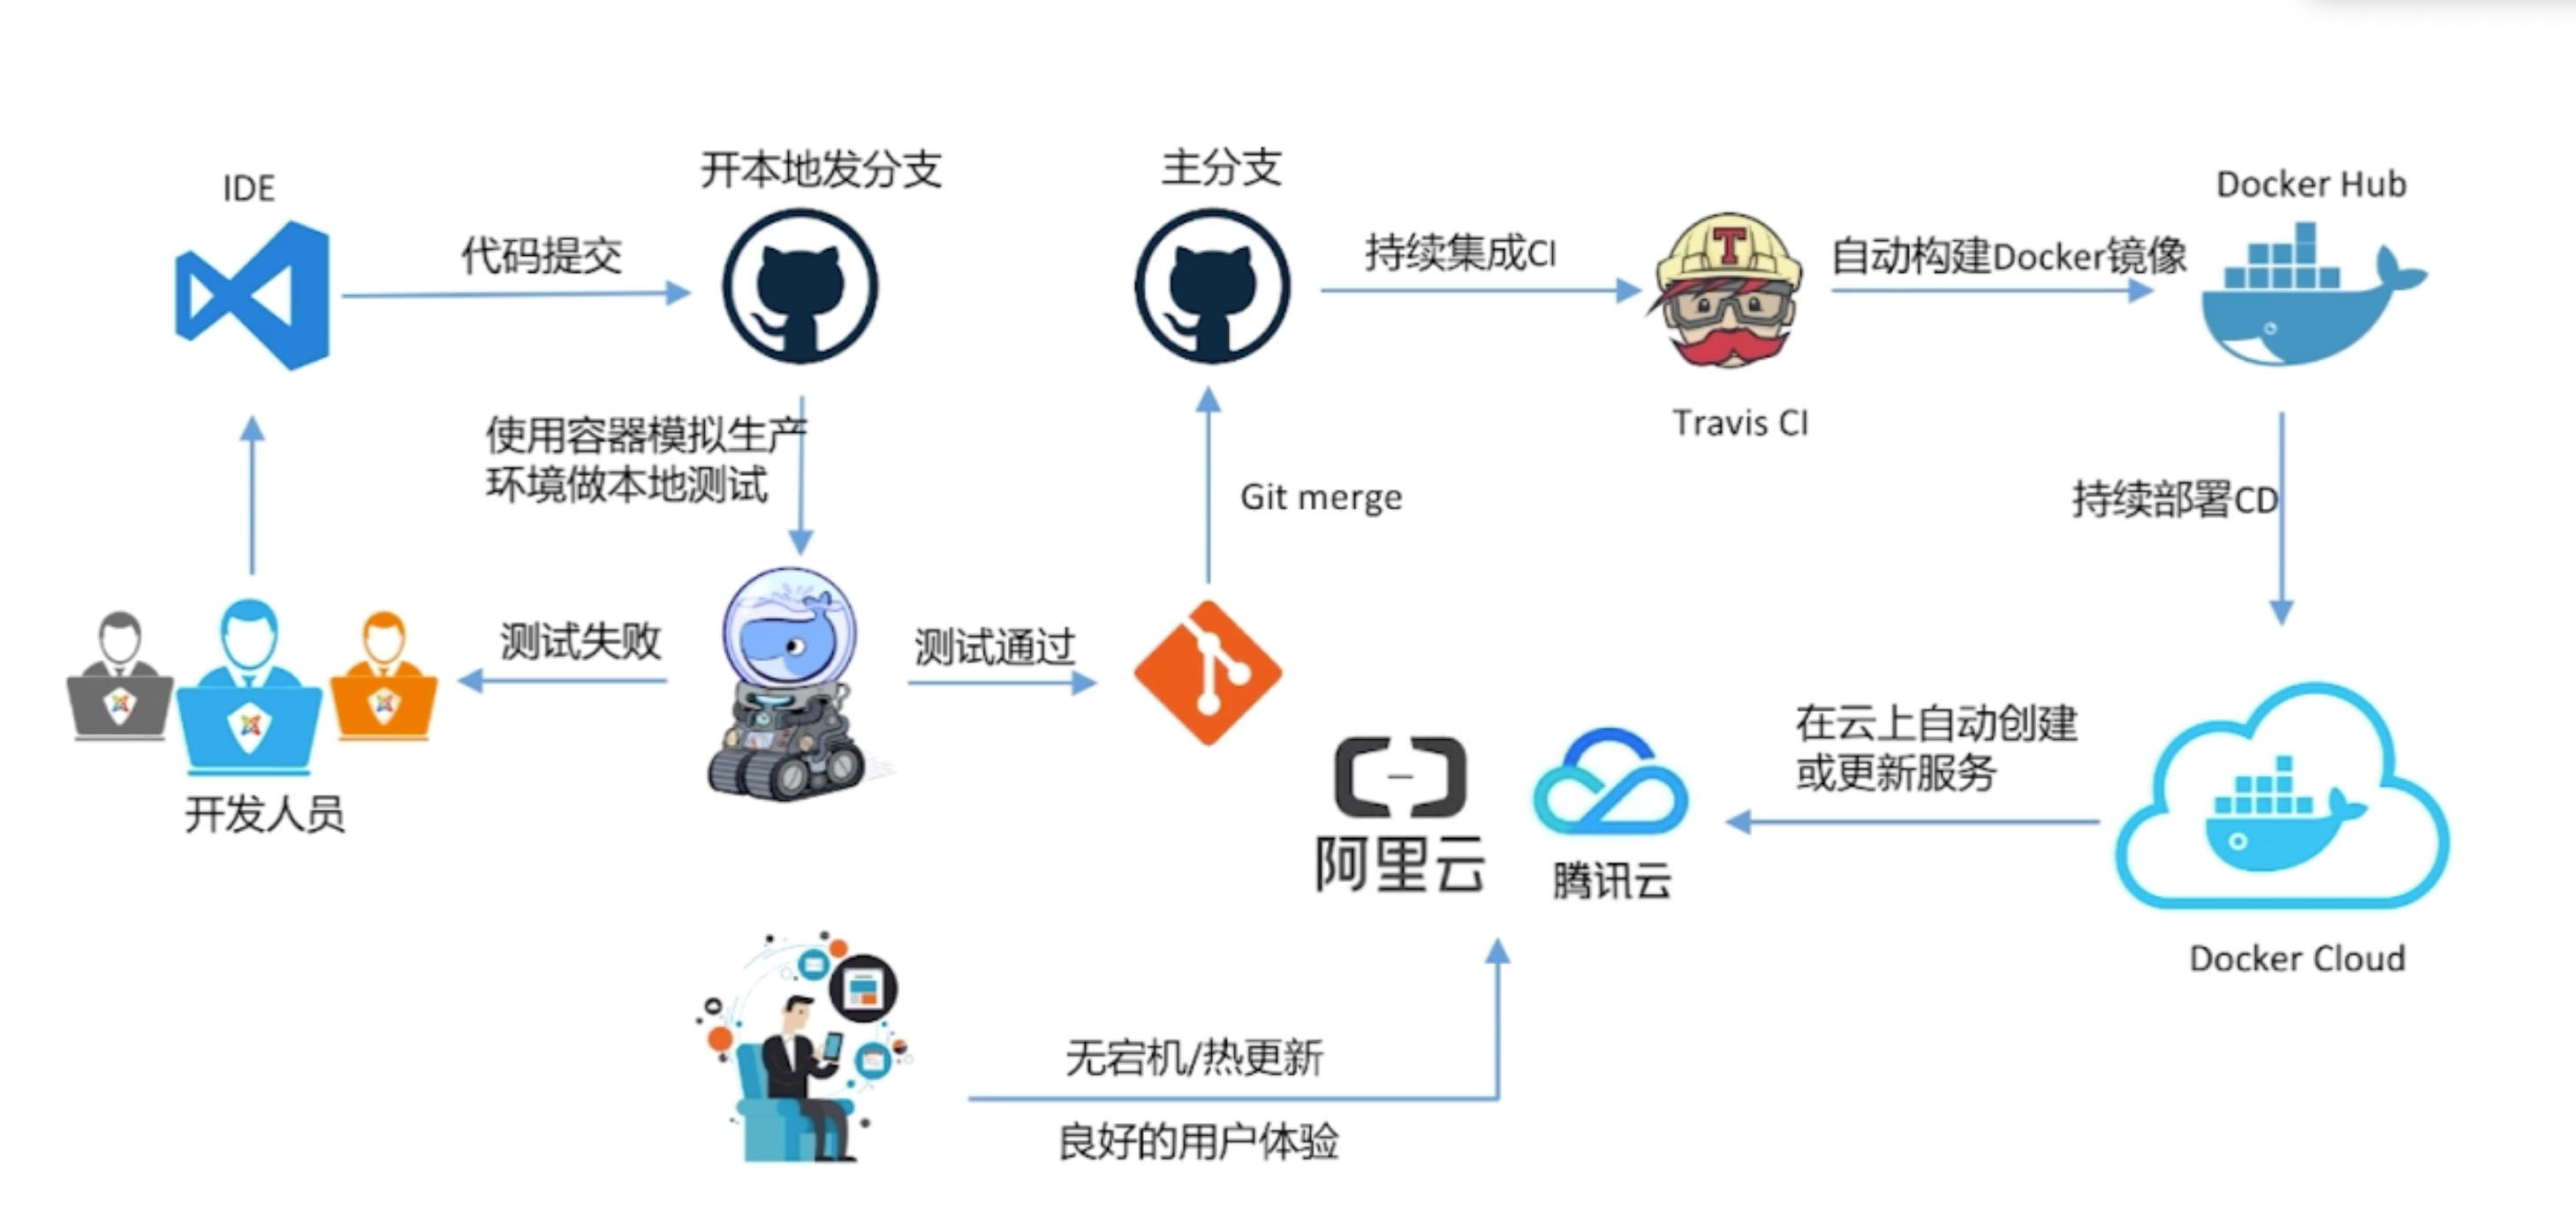 IDE
代码提交
开本地发分支
主分支
持续集成CI
Travis CI
自动构建Docker镜像
Docker Hub
使用容器模拟生产
环境做本地测试
Git merge
持续部署CD
测试失败
测试通过
开发人员
阿里云
腾讯云
在云上自动创建
或更新服务
Docker Cloud
无宕机/热更新
良好的用户体验